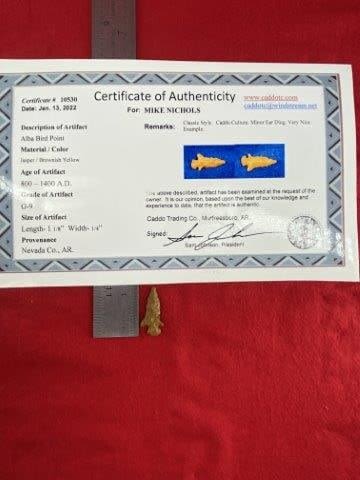 Certificate # 10530
Date: Jan. 13, 2022
Certificate of Authenticity
For: MIKE NICHOLS
www.caddotc.com
caddotc@windstream.net
Description of Artifact
Alba Bird Point
Material / Color
Jasper / Brownish Yellow
Age of Artifact
800 – 1400 A.D.
Grade of Artifact
G-9
Size of Artifact
Length- 1 1/8" Width- 1/4"
Provenance
Nevada Co., AR.
Remarks: Classic Style. Caddo Culture. Minor Ear Ding. Very Nice
Example.
The above described, artifact has been examined at the request of the
owner. It is our opinion, based upon the best of our knowledge and
experience to date, that the artifact is authentic.
Caddo Trading Co., Murfreesboro, AR.
Signed:
Sam Johnson, President